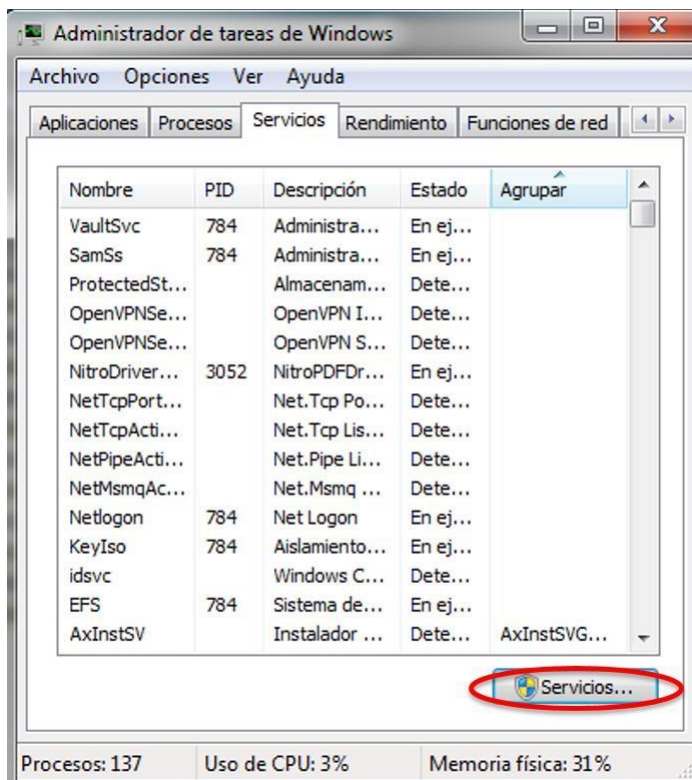 Administrador de tareas de Windows
Archivo Opciones Ver Ayuda
Aplicaciones Procesos Servicios Rendimiento Funciones de red
Nombre PID Descripción Estado Agrupar
VaultSvc 784 Administra... En ej...
SamSs 784 Administra... En ej...
ProtectedSt... Almacenam... Dete...
OpenVPNSe... OpenVPN I... Dete...
OpenVPNSe... OpenVPN S... Dete...
NitroDriver... 3052 NitroPDFDr... En ej...
NetTcpPort... Net.Tcp Po... Dete...
NetTcpActi... Net.Tcp Lis... Dete...
NetPipeActi... Net.Pipe Li... Dete...
NetMsmqAc... Net.Msmq ... Dete...
Netlogon 784 Net Logon En ej...
KeyIso 784 Aislamiento... En ej...
idsvc Windows C... Dete...
EFS 784 Sistema de... En ej...
AxInstSV Instalador ... Dete... AxInstSVG...
Servicios...
Procesos: 137 Uso de CPU: 3% Memoria física: 31%